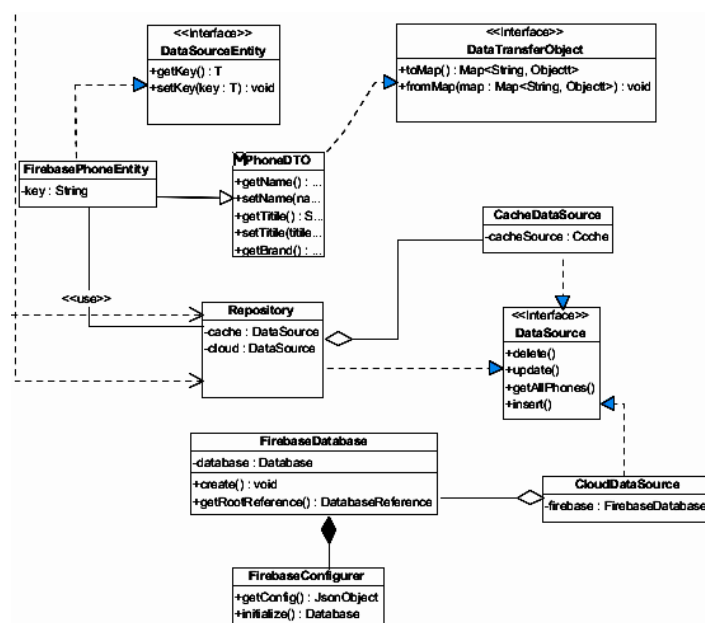 <<Interface>>
DataSourceEntity
+getKey() : T
+setKey(key : T) : void
<<Interface>>
DataTransferObject
+toMap() : Map<String, Objectt>
+fromMap(map : Map<String, Objectt>) : void
FirebasePhoneEntity
-key : String
MPhoneDTO
+getName() : ...
+setName(na...
+getTitile() : S...
+setTitile(titile...
+getBrand() : ...
CacheDataSource
-cacheSource : Ccche
<<use>>
Repository
-cache : DataSource
-cloud : DataSource
<<Interface>>
DataSource
+delete()
+update()
+getAllPhones()
+insert()
FirebaseDatabase
-database : Database
+create() : void
+getRootReference() : DatabaseReference
CloudDataSource
-firebase : FirebaseDatabase
FirebaseConfigurer
+getConfig() : JsonObject
+initialize() : Database